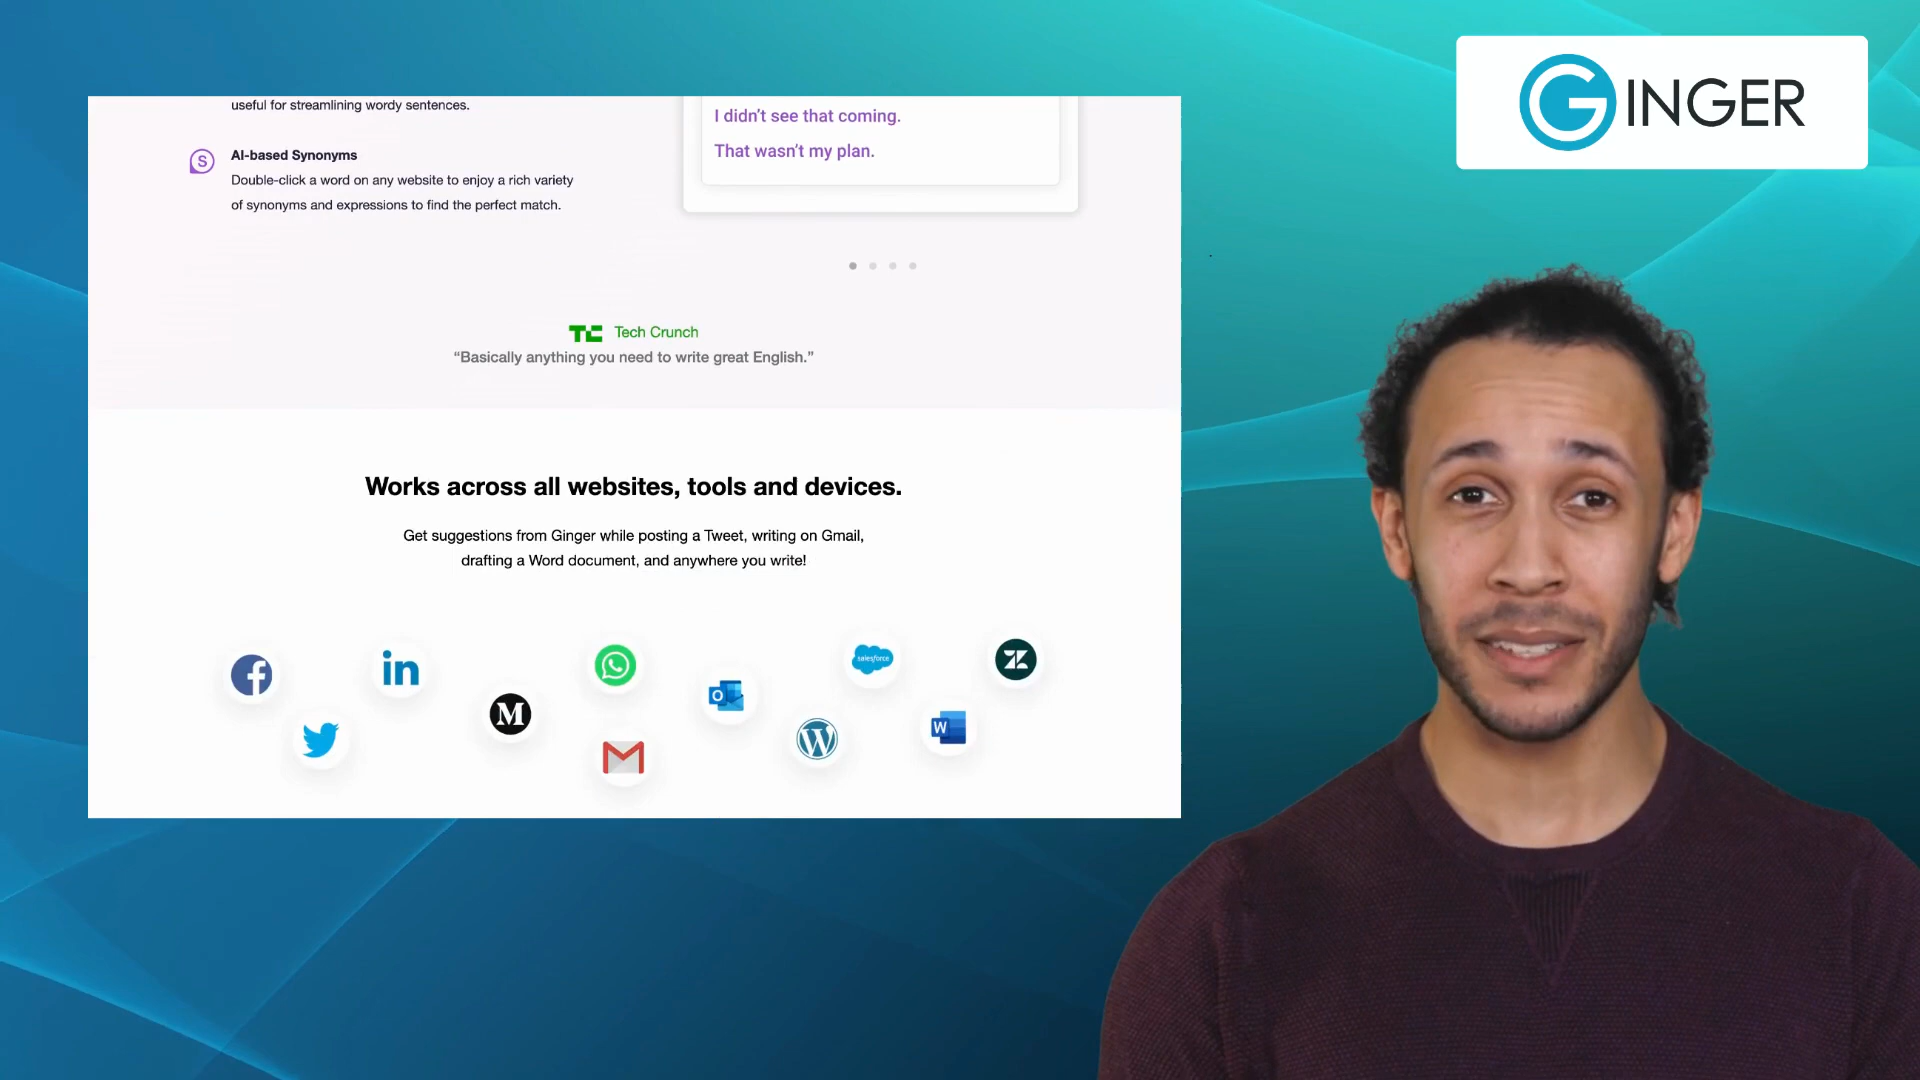 useful for streamlining wordy sentences.
AI-based Synonyms
Double-click a word on any website to enjoy a rich variety
of synonyms and expressions to find the perfect match.
I didn’t see that coming.
That wasn’t my plan.
GINGER
TC Tech Crunch
“Basically anything you need to write great English.”
Works across all websites, tools and devices.
Get suggestions from Ginger while posting a Tweet, writing on Gmail,
drafting a Word document, and anywhere you write!
salesforce